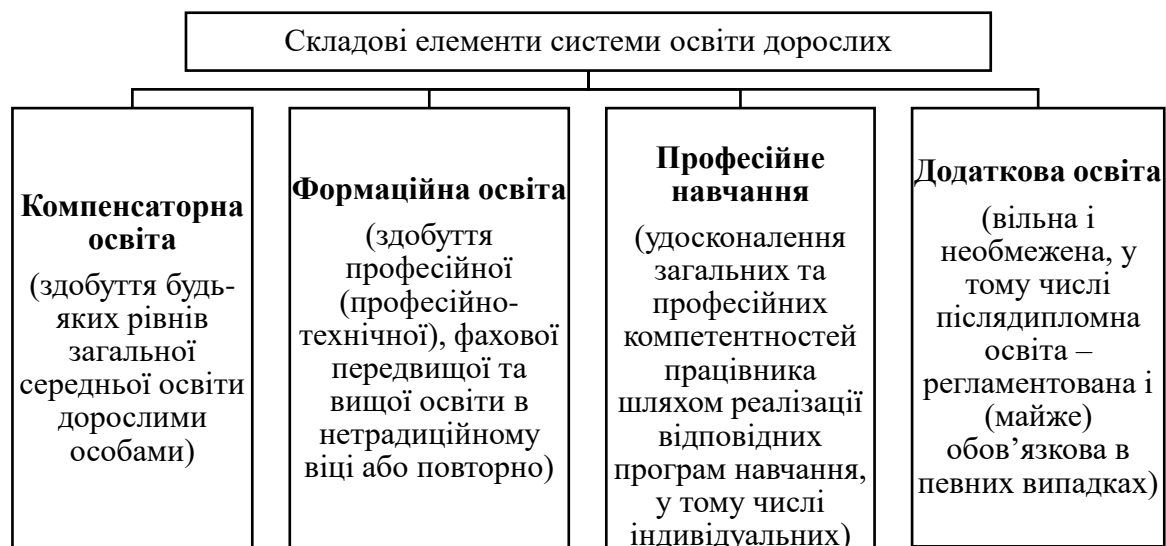 Складові елементи системи освіти дорослих
Компенсаторна
освіта
(здобуття будь-
яких рівнів
загальної
середньої освіти
дорослими
особами)
Формаційна освіта
(здобуття
професійної
(професійно-
технічної), фахової
передвищої та
вищої освіти в
нетрадиційному
віці або повторно)
Професійне
навчання
(удосконалення
загальних та
професійних
компетентностей
працівника
шляхом реалізації
відповідних
програм навчання,
у тому числі
індивідуальних)
Додаткова освіта
(вільна і
необмежена, у
тому числі
післядипломна
освіта –
регламентована і
(майже)
обов’язкова в
певних випадках)